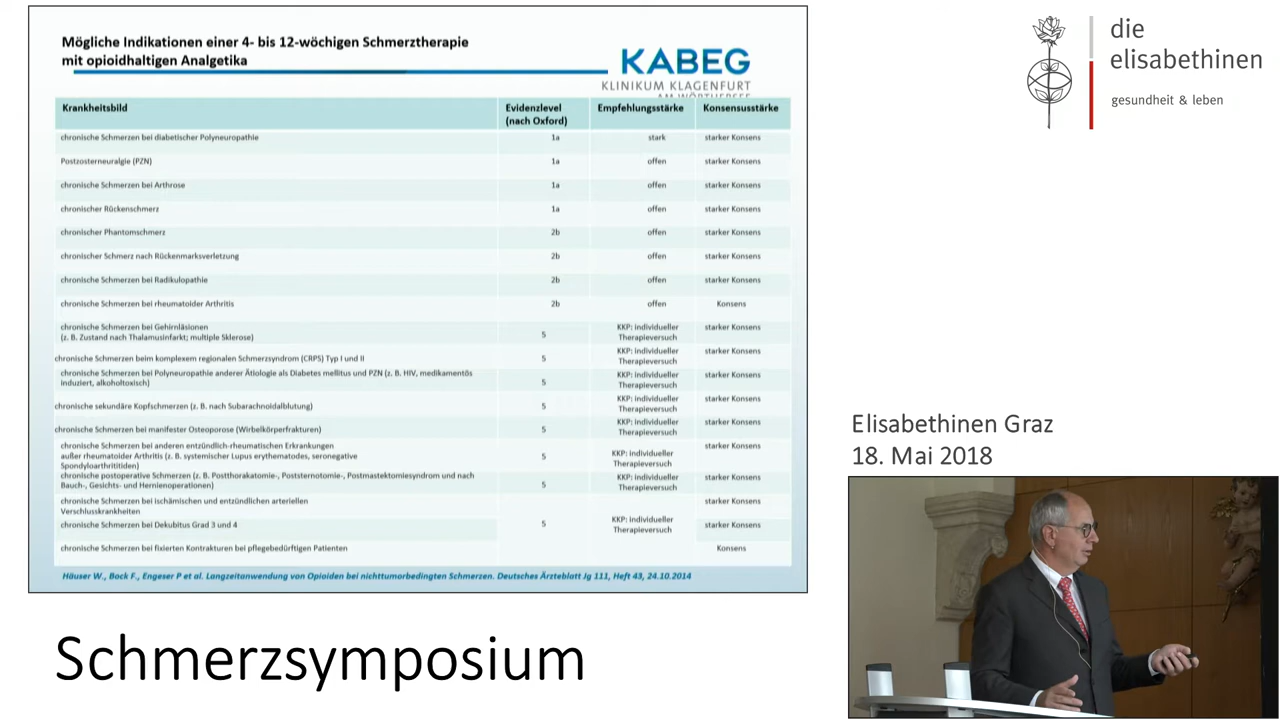 Mögliche Indikationen einer 4- bis 12-wöchigen Schmerztherapie
mit opioidhaltigen Analgetika
KABEG
KLINIKUM KLAGENFURT
AM WÖRTHERSEE
Krankheitsbild Evidenzlevel (nach Oxford) Empfehlungsstärke Konsensusstärke
chronische Schmerzen bei diabetischer Polyneuropathie 1a stark starker Konsens
Postzosterneuralgie (PZN) 1a offen starker Konsens
chronische Schmerzen bei Arthrose 1a offen starker Konsens
chronischer Rückenschmerz 1a offen starker Konsens
chronischer Phantomschmerz 2b offen starker Konsens
chronischer Schmerz nach Rückenmarksverletzung 2b offen starker Konsens
chronische Schmerzen bei Radikulopathie 2b offen starker Konsens
chronische Schmerzen bei rheumatoider Arthritis 2b offen Konsens
chronische Schmerzen bei Gehirnläsionen
(z. B. Zustand nach Thalamusinfarkt; multiple Sklerose) 5 KKP: individueller Therapieversuch starker Konsens
chronische Schmerzen beim komplexem regionalen Schmerzsyndrom (CRPS) Typ I und II 5 KKP: individueller Therapieversuch starker Konsens
chronische Schmerzen bei Polyneuropathie anderer Ätiologie als Diabetes mellitus und PZN (z. B. HIV, medikamentös
induziert, alkoholtoxisch) 5 KKP: individueller Therapieversuch starker Konsens
chronische sekundäre Kopfschmerzen (z. B. nach Subarachnoidalblutung) 5 KKP: individueller Therapieversuch starker Konsens
chronische Schmerzen bei manifester Osteoporose (Wirbelkörperfrakturen) 5 KKP: individueller Therapieversuch starker Konsens
chronische Schmerzen bei anderen entzündlich-rheumatischen Erkrankungen
außer rheumatoider Arthritis (z. B. systemischer Lupus erythematodes, seronegative
Spondyloarthritiden) 5 KKP: individueller Therapieversuch starker Konsens
chronische postoperative Schmerzen (z. B. Postthorakatomie-, Poststernotomie-, Postmastektomiesyndrom und nach
Bauch-, Gesichts- und Hernienoperationen) 5 KKP: individueller Therapieversuch starker Konsens
chronische Schmerzen bei ischämischen und entzündlichen arteriellen
Verschlusskrankheiten starker Konsens
chronische Schmerzen bei Dekubitus Grad 3 und 4 5 KKP: individueller Therapieversuch starker Konsens
chronische Schmerzen bei fixierten Kontrakturen bei pflegebedürftigen Patienten Konsens
Häuser W., Bock F., Engeser P et al. Langzeitanwendung von Opioiden bei nichttumorbedingten Schmerzen. Deutsches Ärzteblatt Jg 111, Heft 43, 24.10.2014
Schmerzsymposium
die
elisabethinen
gesundheit & leben
Elisabethinen Graz
18. Mai 2018